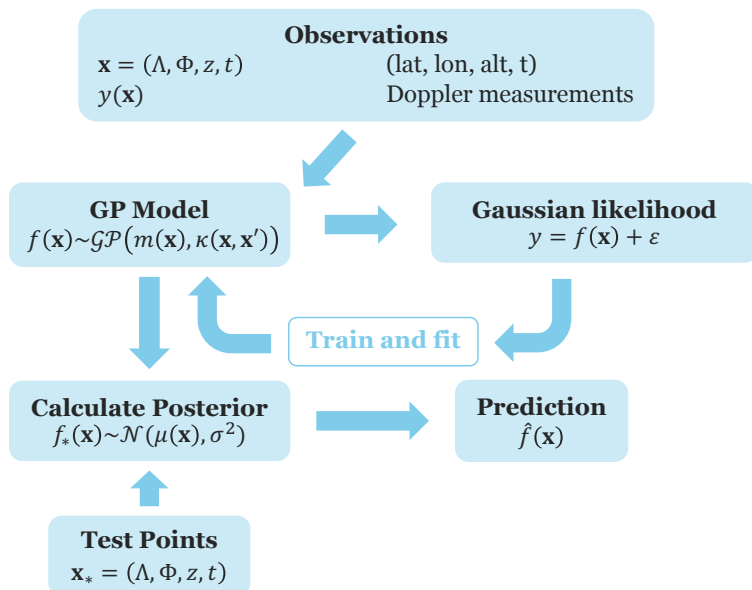 Observations
𝐱 = (Λ, Φ, z, t) (lat, lon, alt, t)
y(𝐱) Doppler measurements
GP Model
f(𝐱)~𝒢𝒫(m(𝐱), κ(𝐱, 𝐱′))
Gaussian likelihood
y = f(𝐱) + ε
Train and fit
Calculate Posterior
f∗(𝐱)~𝒩(μ(𝐱), σ²)
Prediction
f̂(𝐱)
Test Points
𝐱∗ = (Λ, Φ, z, t)